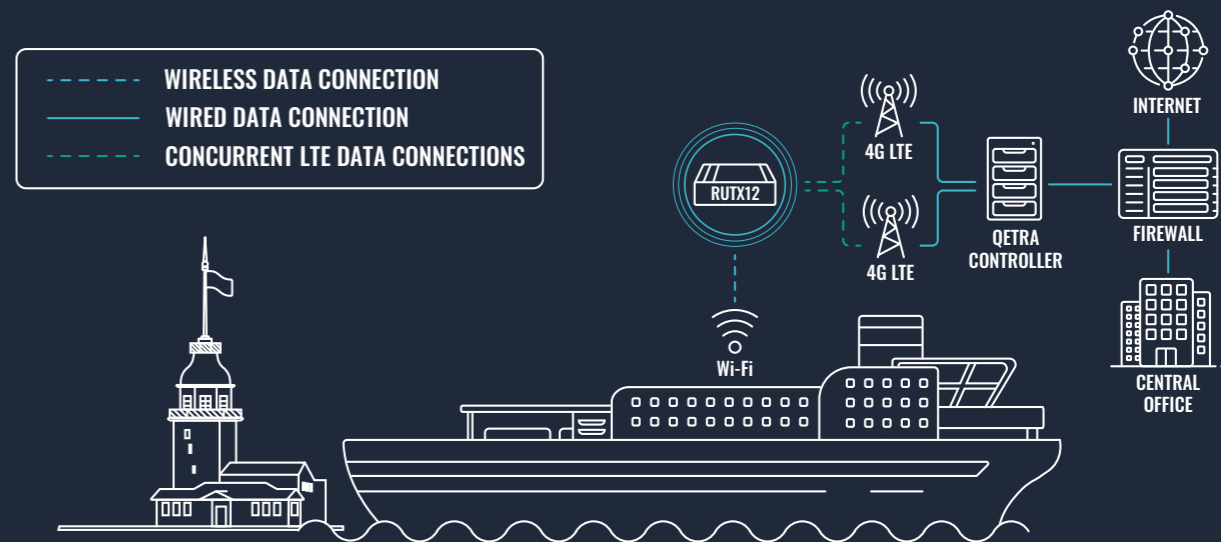 WIRELESS DATA CONNECTION
WIRED DATA CONNECTION
CONCURRENT LTE DATA CONNECTIONS
RUTX12
4G LTE
4G LTE
Wi-Fi
QETRA
CONTROLLER
INTERNET
FIREWALL
CENTRAL
OFFICE